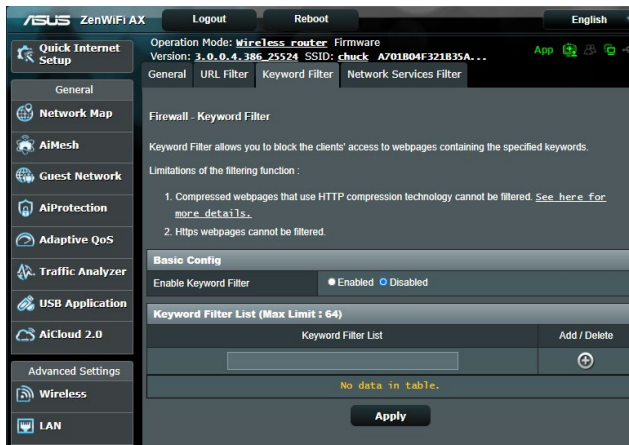 ASUS ZenWiFi AX Logout Reboot English
Quick Internet Setup
Operation Mode: Wireless router Firmware
Version: 3.0.0.4.386_25524 SSID: chuck A701B04F321B35A...
App
General URL Filter Keyword Filter Network Services Filter
General
Network Map
AiMesh
Guest Network
AiProtection
Adaptive QoS
Traffic Analyzer
USB Application
AiCloud 2.0
Advanced Settings
Wireless
LAN
Firewall - Keyword Filter
Keyword Filter allows you to block the clients' access to webpages containing the specified keywords.
Limitations of the filtering function :
1. Compressed webpages that use HTTP compression technology cannot be filtered. See here for
more details.
2. Https webpages cannot be filtered.
Basic Config
Enable Keyword Filter Enabled Disabled
Keyword Filter List (Max Limit : 64)
Keyword Filter List Add / Delete
No data in table.
Apply